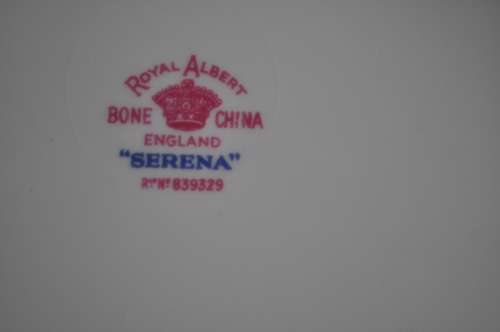 ROYAL ALBERT
BONE CHINA
ENGLAND
"SERENA"
Rᴰ Nº 839329